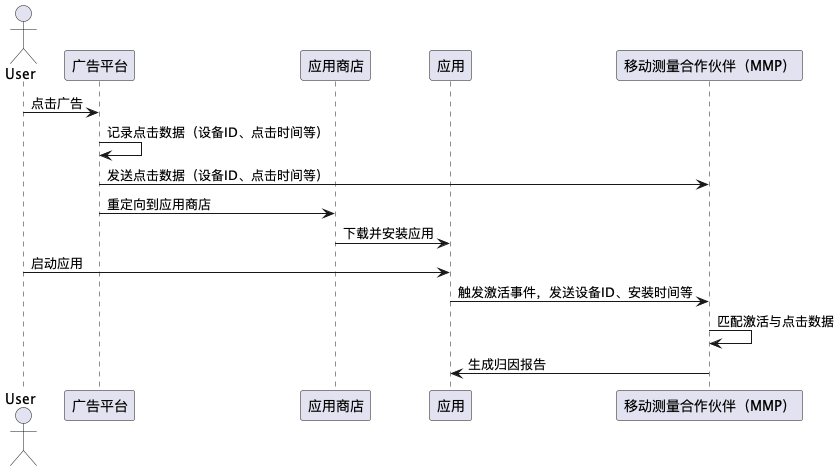 User
广告平台
应用商店
应用
移动测量合作伙伴（MMP）
点击广告
记录点击数据（设备ID、点击时间等）
发送点击数据（设备ID、点击时间等）
重定向到应用商店
下载并安装应用
启动应用
触发激活事件，发送设备ID、安装时间等
匹配激活与点击数据
生成归因报告
User
广告平台
应用商店
应用
移动测量合作伙伴（MMP）